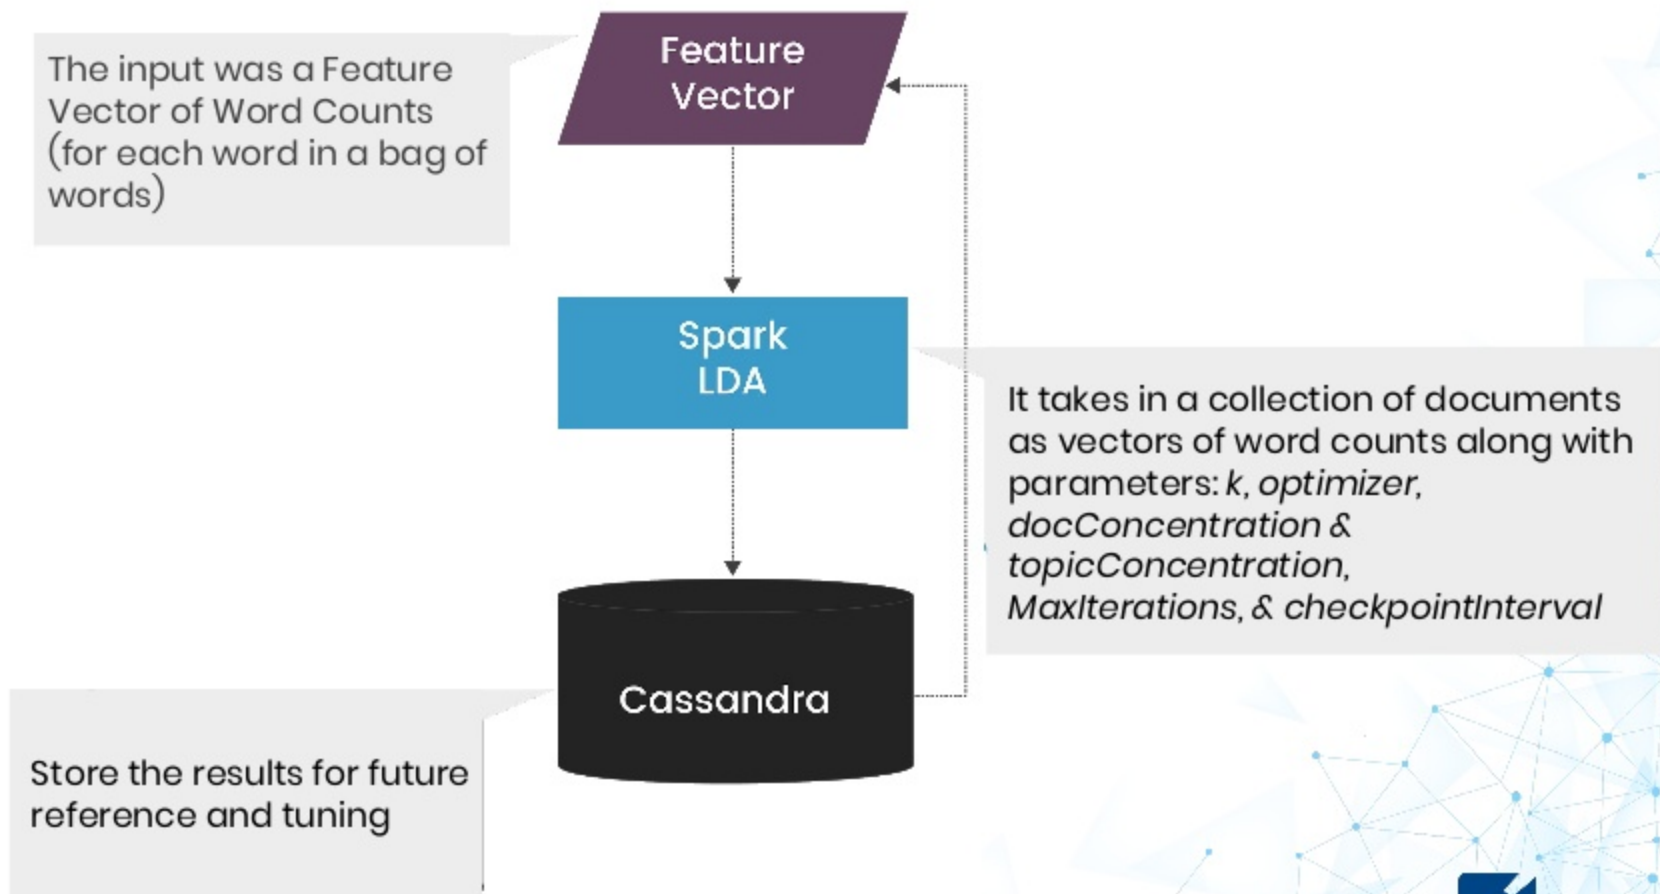 The input was a Feature
Vector of Word Counts
(for each word in a bag of
words)
Feature
Vector
Spark
LDA
It takes in a collection of documents
as vectors of word counts along with
parameters: k, optimizer,
docConcentration &
topicConcentration,
MaxIterations, & checkpointInterval
Cassandra
Store the results for future
reference and tuning